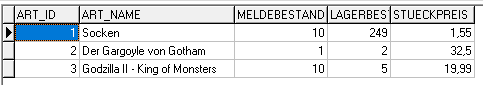 ART_ID ART_NAME MELDEBESTAND LAGERBEST STUECKPREIS
1 Socken 10 249 1,55
2 Der Gargoyle von Gotham 1 2 32,5
3 Godzilla II - King of Monsters 10 5 19,99